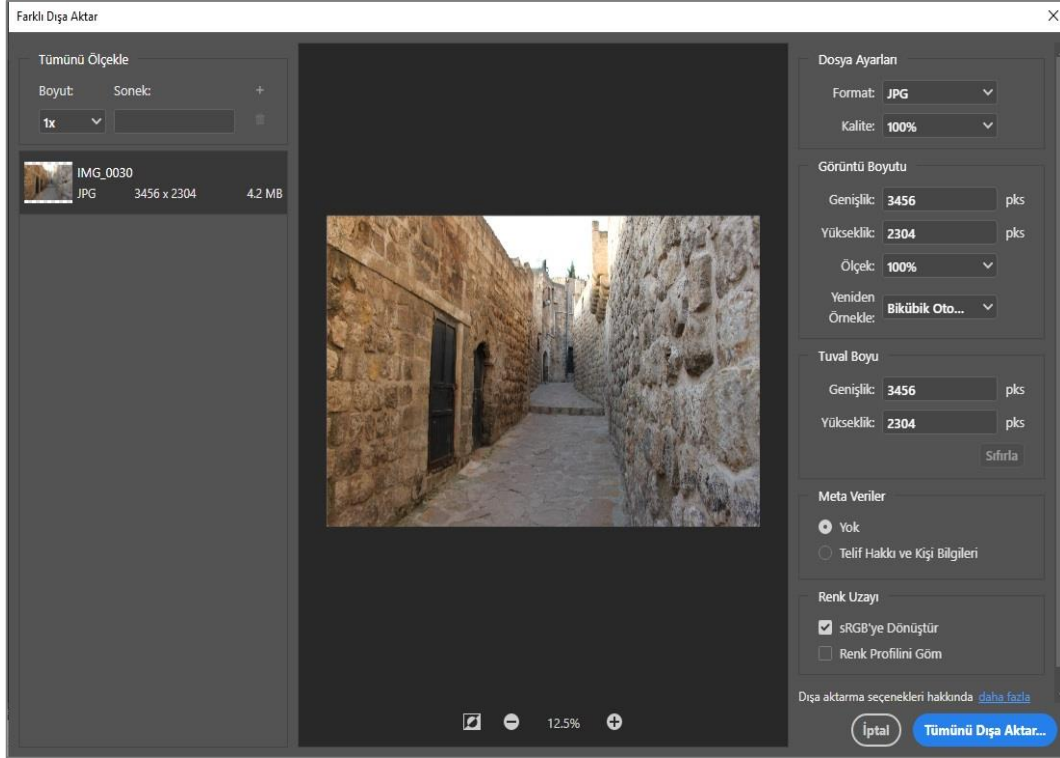 Farklı Dışa Aktar
Tümünü Ölçekle
Boyut: Sonek:
1x
IMG_0030
JPG 3456 x 2304 4.2 MB
12.5%
Dosya Ayarları
Format: JPG
Kalite: 100%
Görüntü Boyutu
Genişlik: 3456 pks
Yükseklik: 2304 pks
Ölçek: 100%
Yeniden
Örnekle: Bikübik Oto...
Tuval Boyu
Genişlik: 3456 pks
Yükseklik: 2304 pks
Sıfırla
Meta Veriler
Yok
Telif Hakkı ve Kişi Bilgileri
Renk Uzayı
sRGB'ye Dönüştür
Renk Profilini Göm
Dışa aktarma seçenekleri hakkında daha fazla
İptal Tümünü Dışa Aktar...